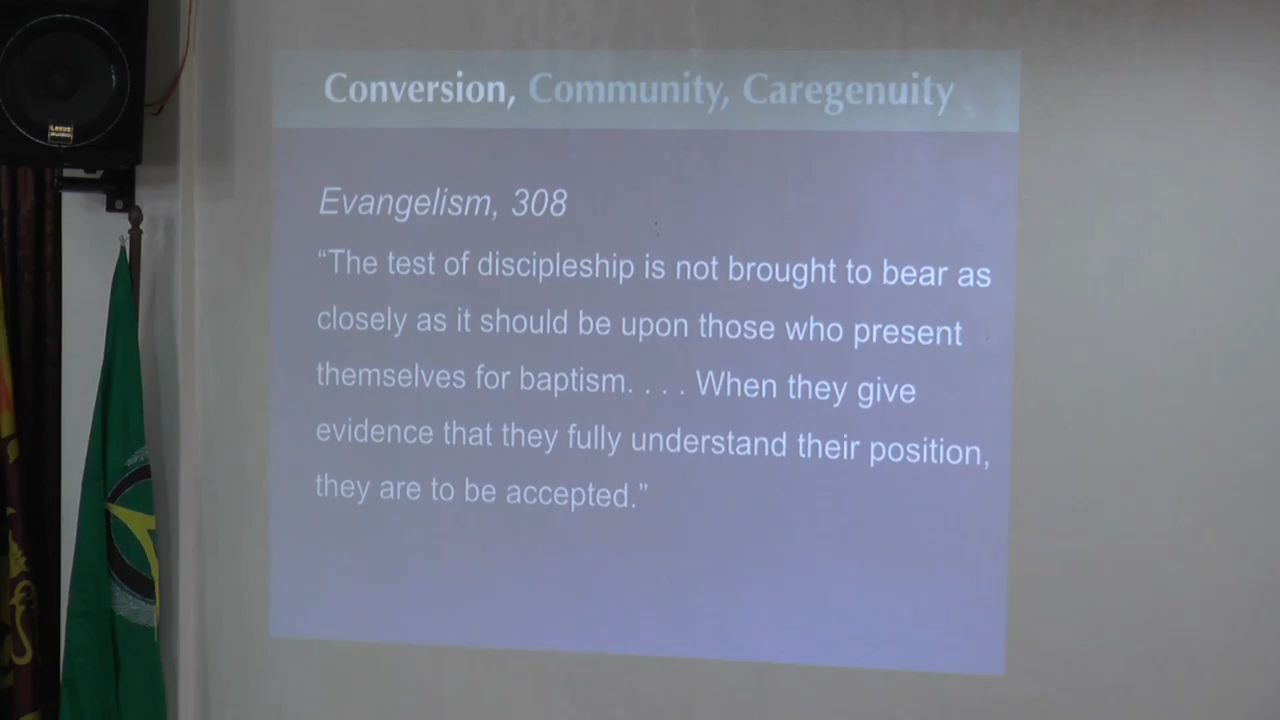 Conversion, Community, Caregenuity
Evangelism, 308
“The test of discipleship is not brought to bear as
closely as it should be upon those who present
themselves for baptism. . . . When they give
evidence that they fully understand their position,
they are to be accepted.”
Lexus
audio